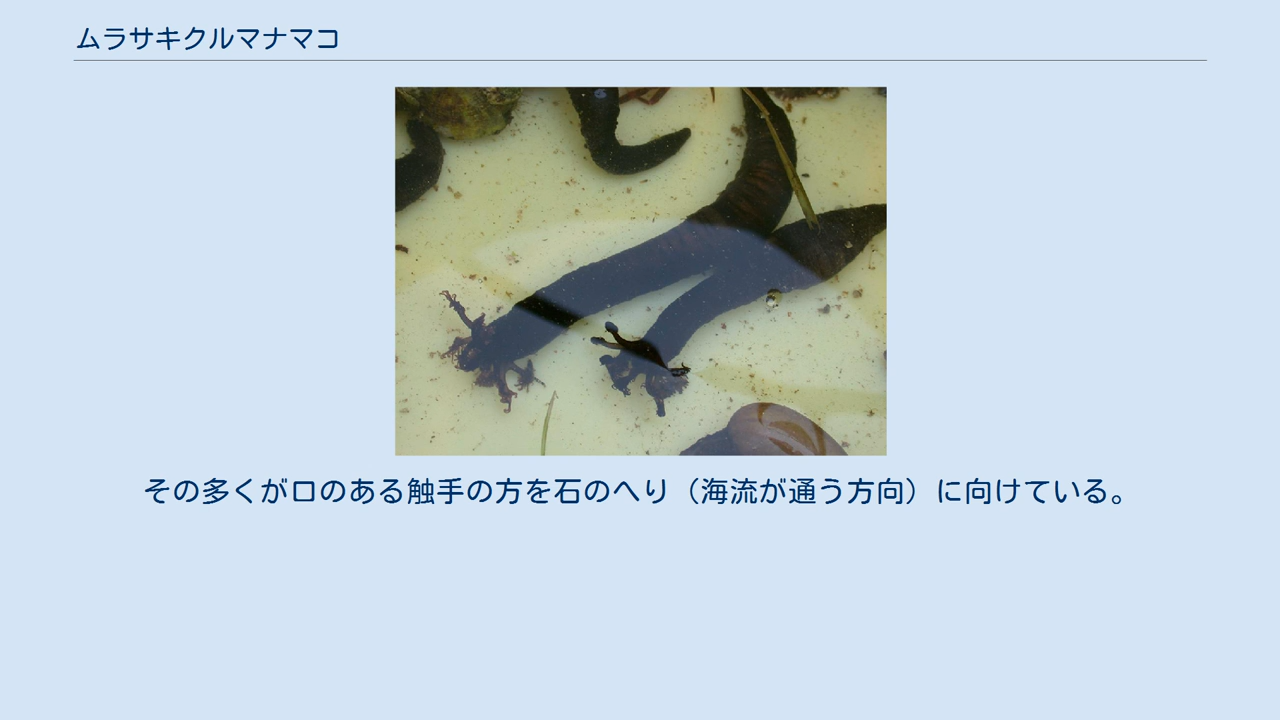 ムラサキクルマナマコ
その多くが口のある触手の方を石のへり（海流が通う方向）に向けている。